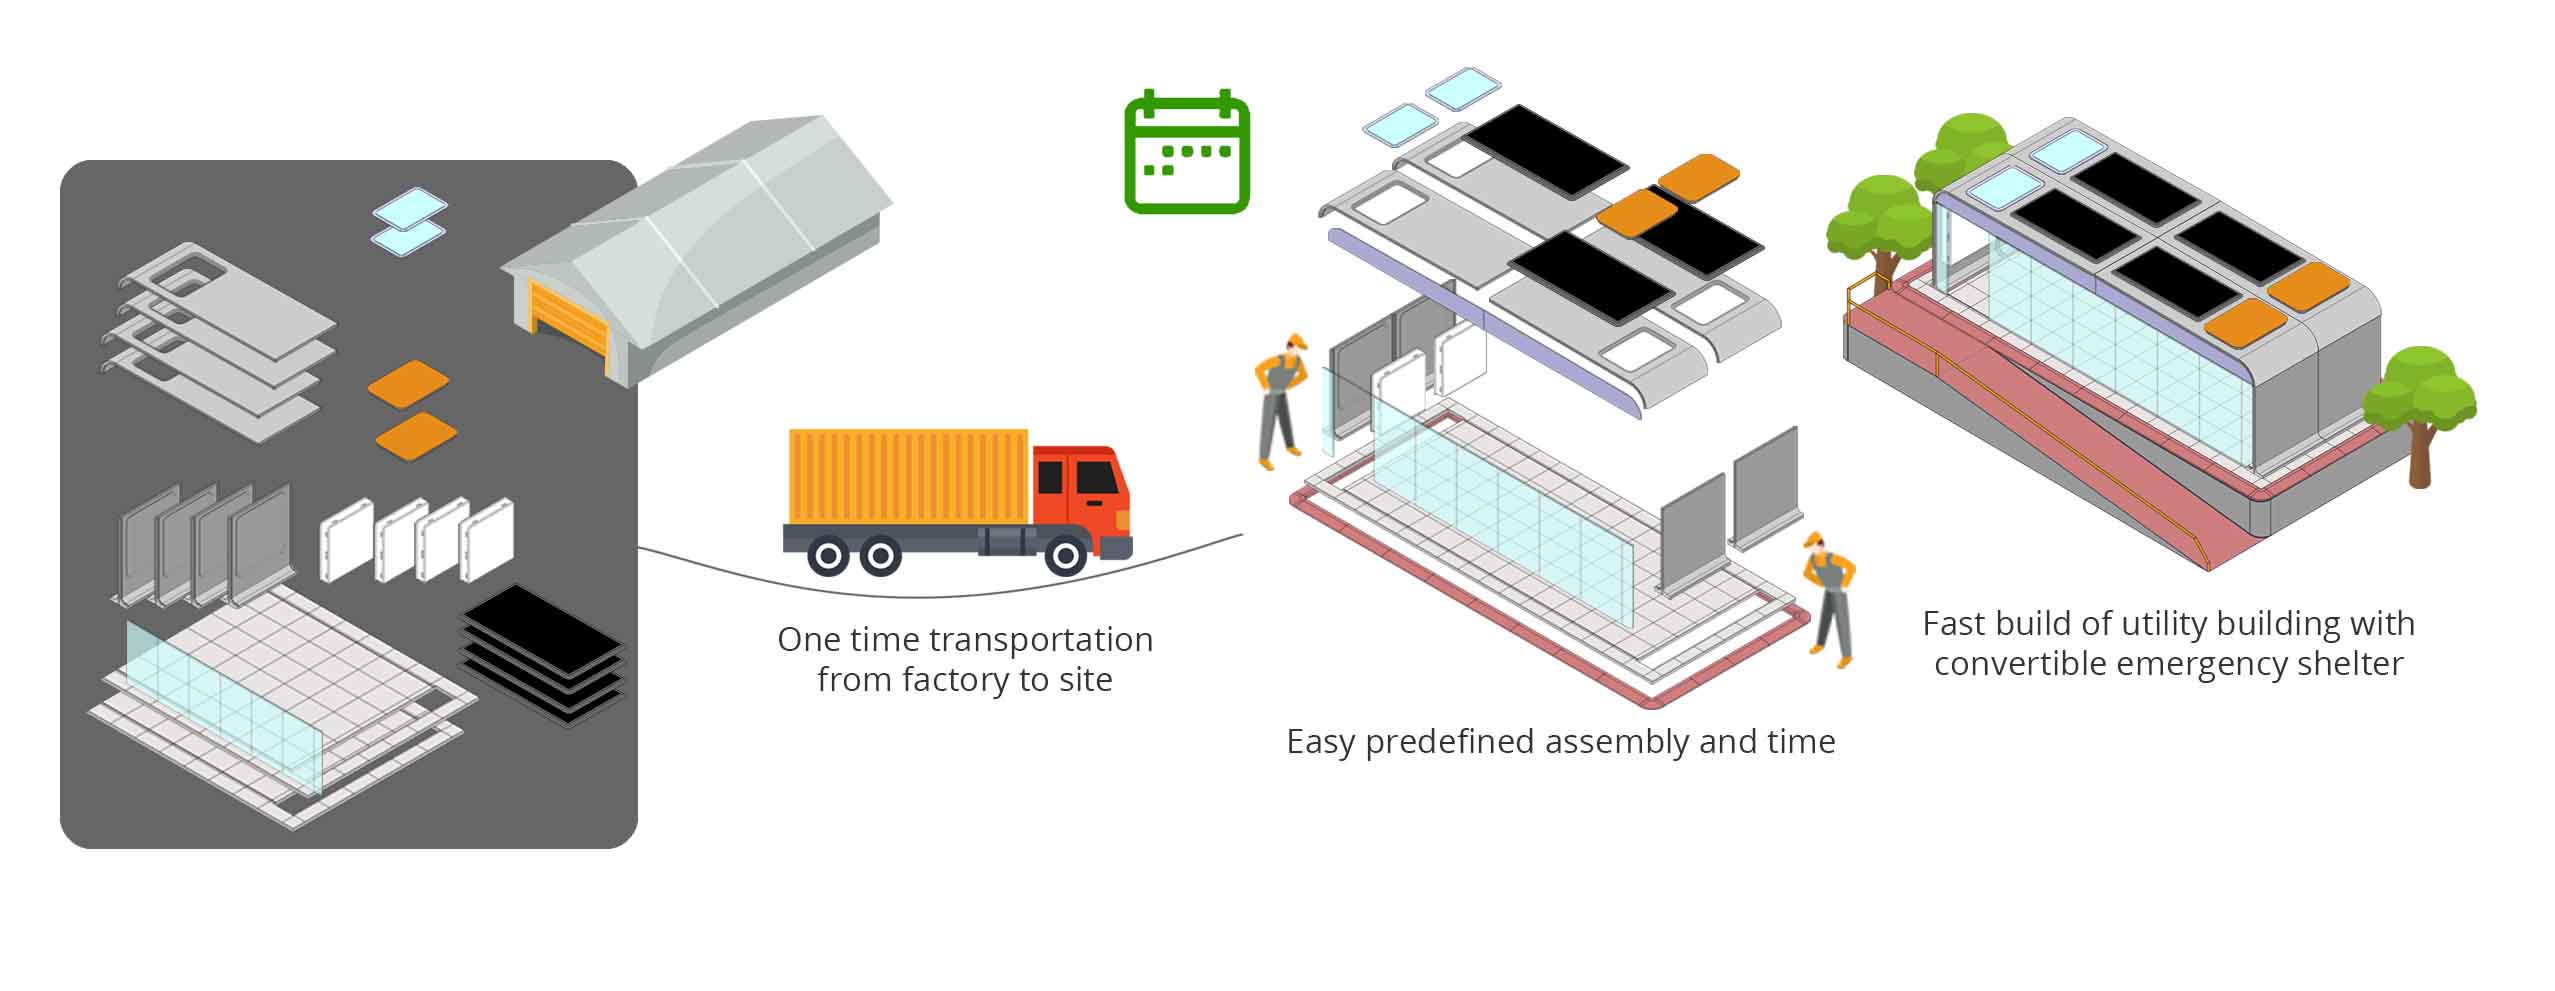 One time transportation
from factory to site
Easy predefined assembly and time
Fast build of utility building with
convertible emergency shelter